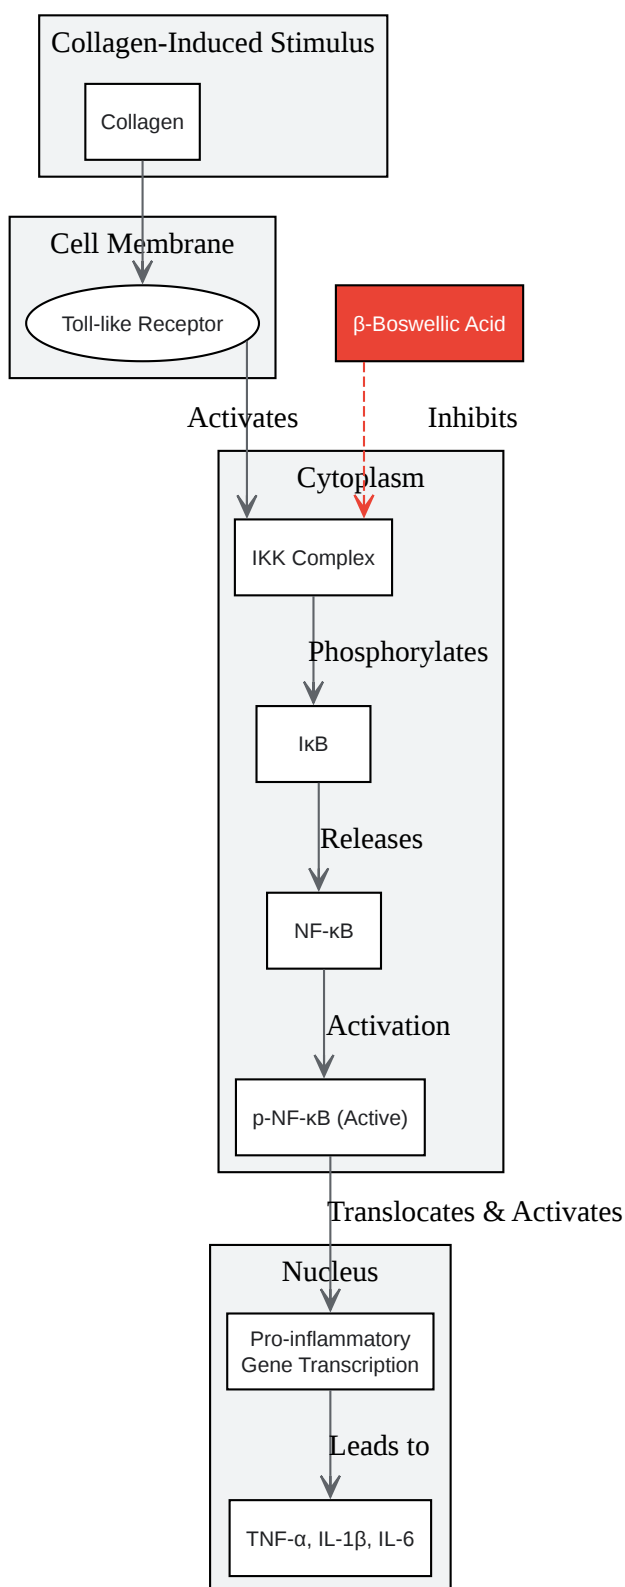 Collagen-Induced Stimulus
Collagen
Cell Membrane
Toll-like Receptor
β-Boswellic Acid
Activates
Inhibits
Cytoplasm
IKK Complex
Phosphorylates
IκB
Releases
NF-κB
Activation
p-NF-κB (Active)
Translocates & Activates
Nucleus
Pro-inflammatory
Gene Transcription
Leads to
TNF-α, IL-1β, IL-6